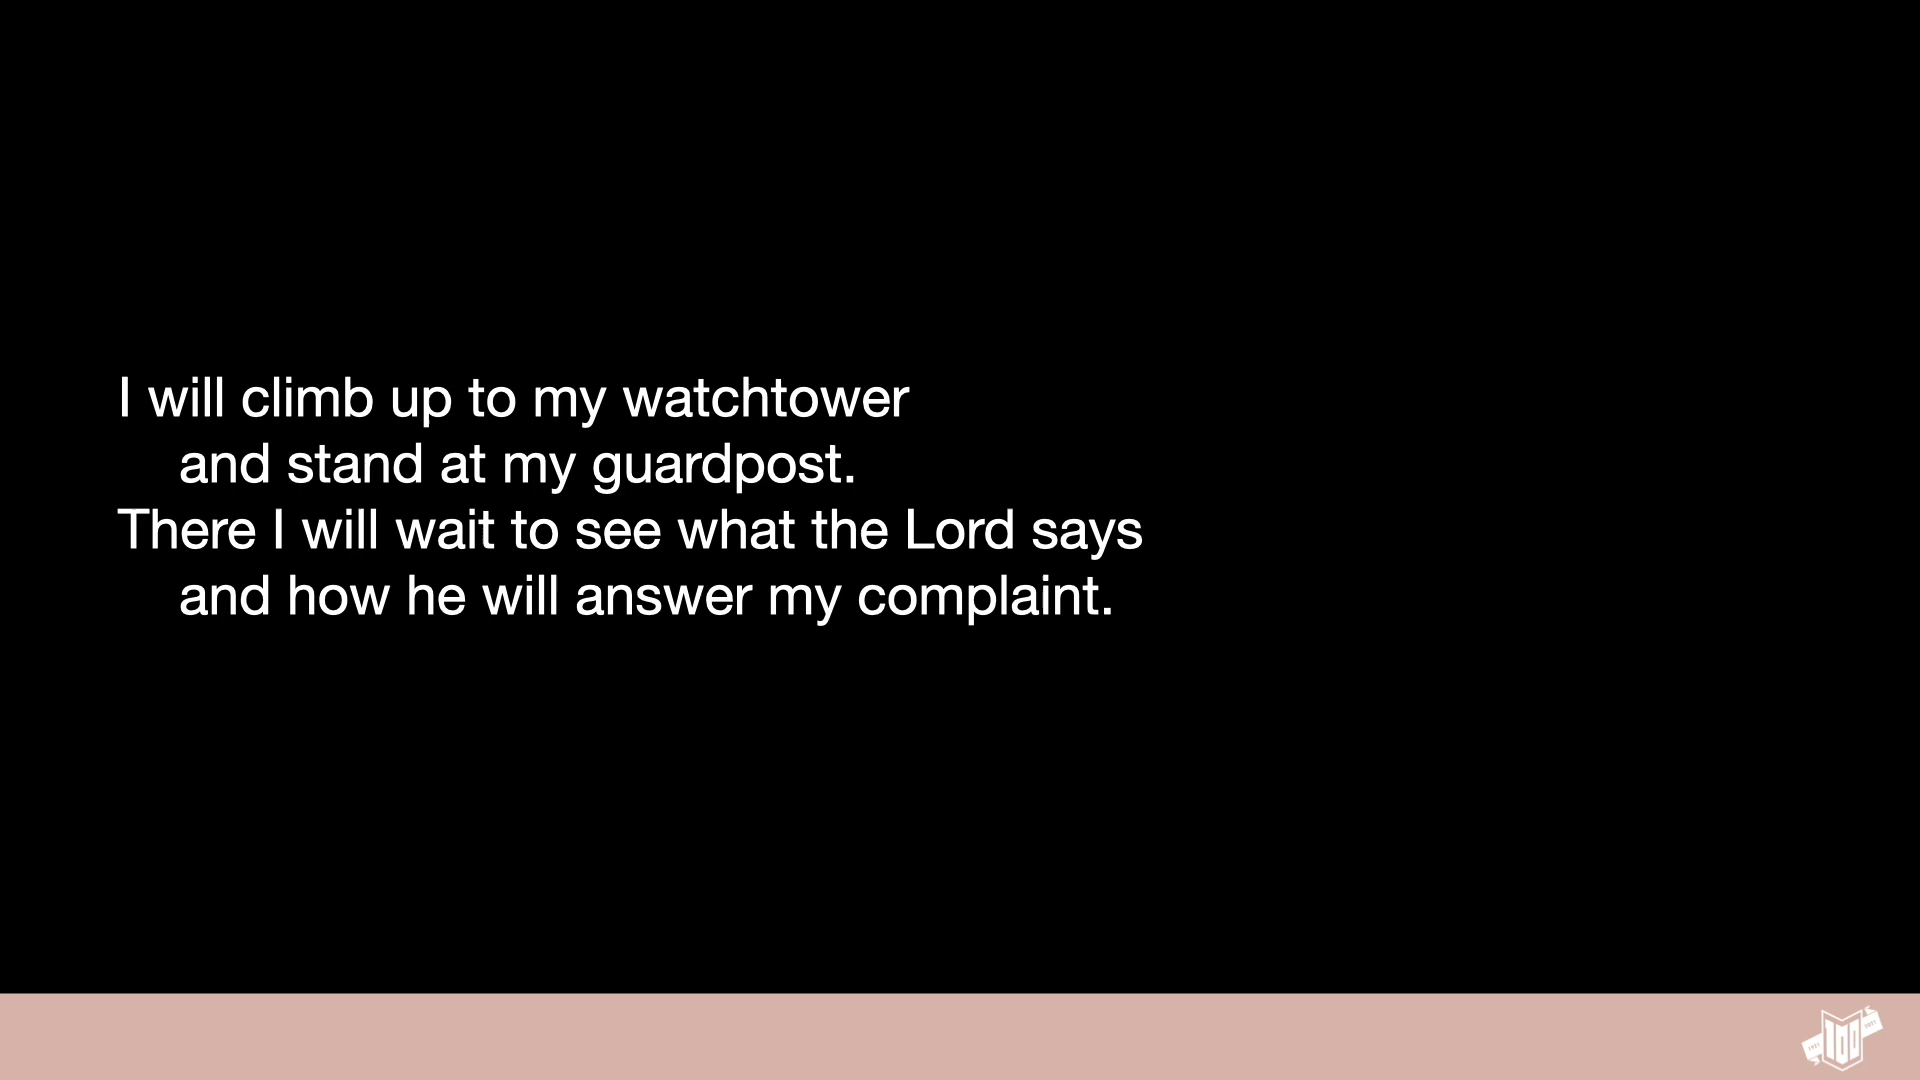 I will climb up to my watchtower
and stand at my guardpost.
There I will wait to see what the Lord says
and how he will answer my complaint.
100